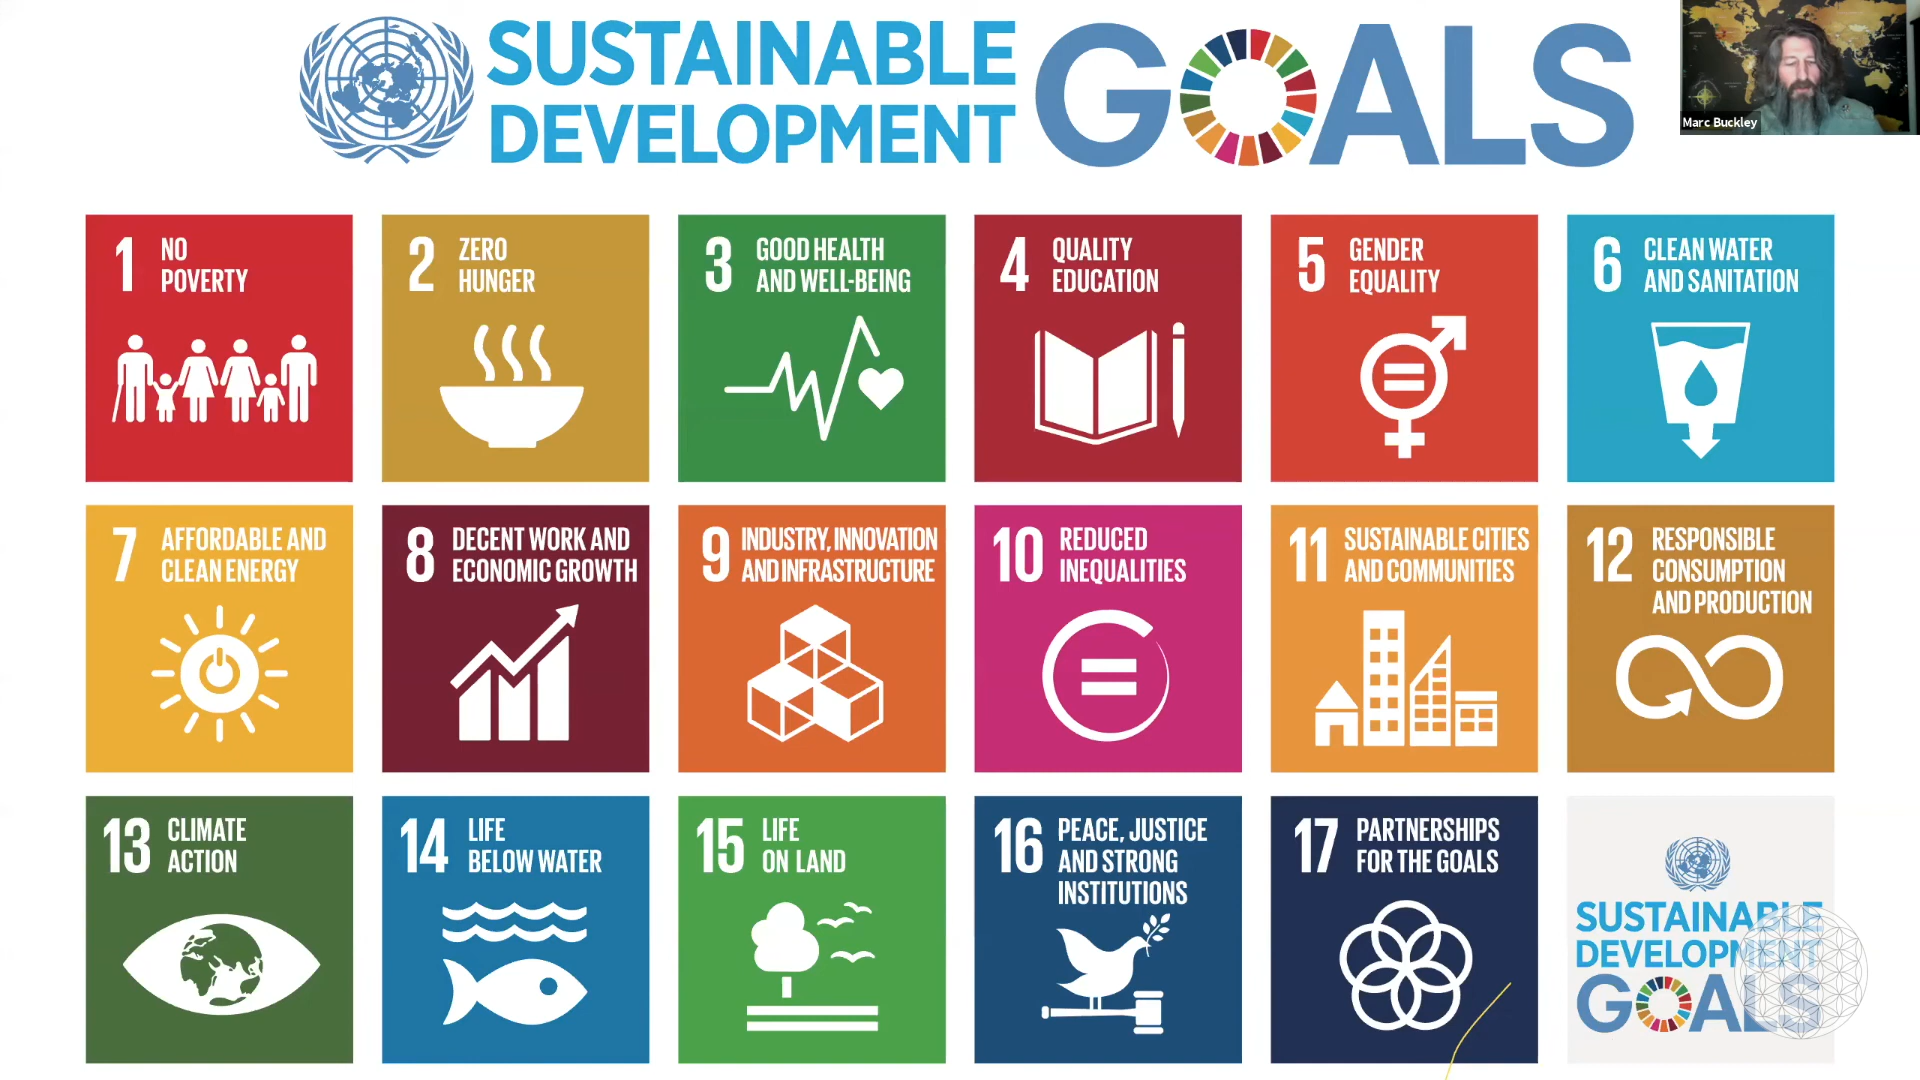 SUSTAINABLE
DEVELOPMENT
GOALS
Marc Buckley
1 NO
POVERTY
2 ZERO
HUNGER
3 GOOD HEALTH
AND WELL-BEING
4 QUALITY
EDUCATION
5 GENDER
EQUALITY
6 CLEAN WATER
AND SANITATION
7 AFFORDABLE AND
CLEAN ENERGY
8 DECENT WORK AND
ECONOMIC GROWTH
9 INDUSTRY, INNOVATION
AND INFRASTRUCTURE
10 REDUCED
INEQUALITIES
11 SUSTAINABLE CITIES
AND COMMUNITIES
12 RESPONSIBLE
CONSUMPTION
AND PRODUCTION
13 CLIMATE
ACTION
14 LIFE
BELOW WATER
15 LIFE
ON LAND
16 PEACE, JUSTICE
AND STRONG
INSTITUTIONS
17 PARTNERSHIPS
FOR THE GOALS
SUSTAINABLE
DEVELOPMENT
GOALS